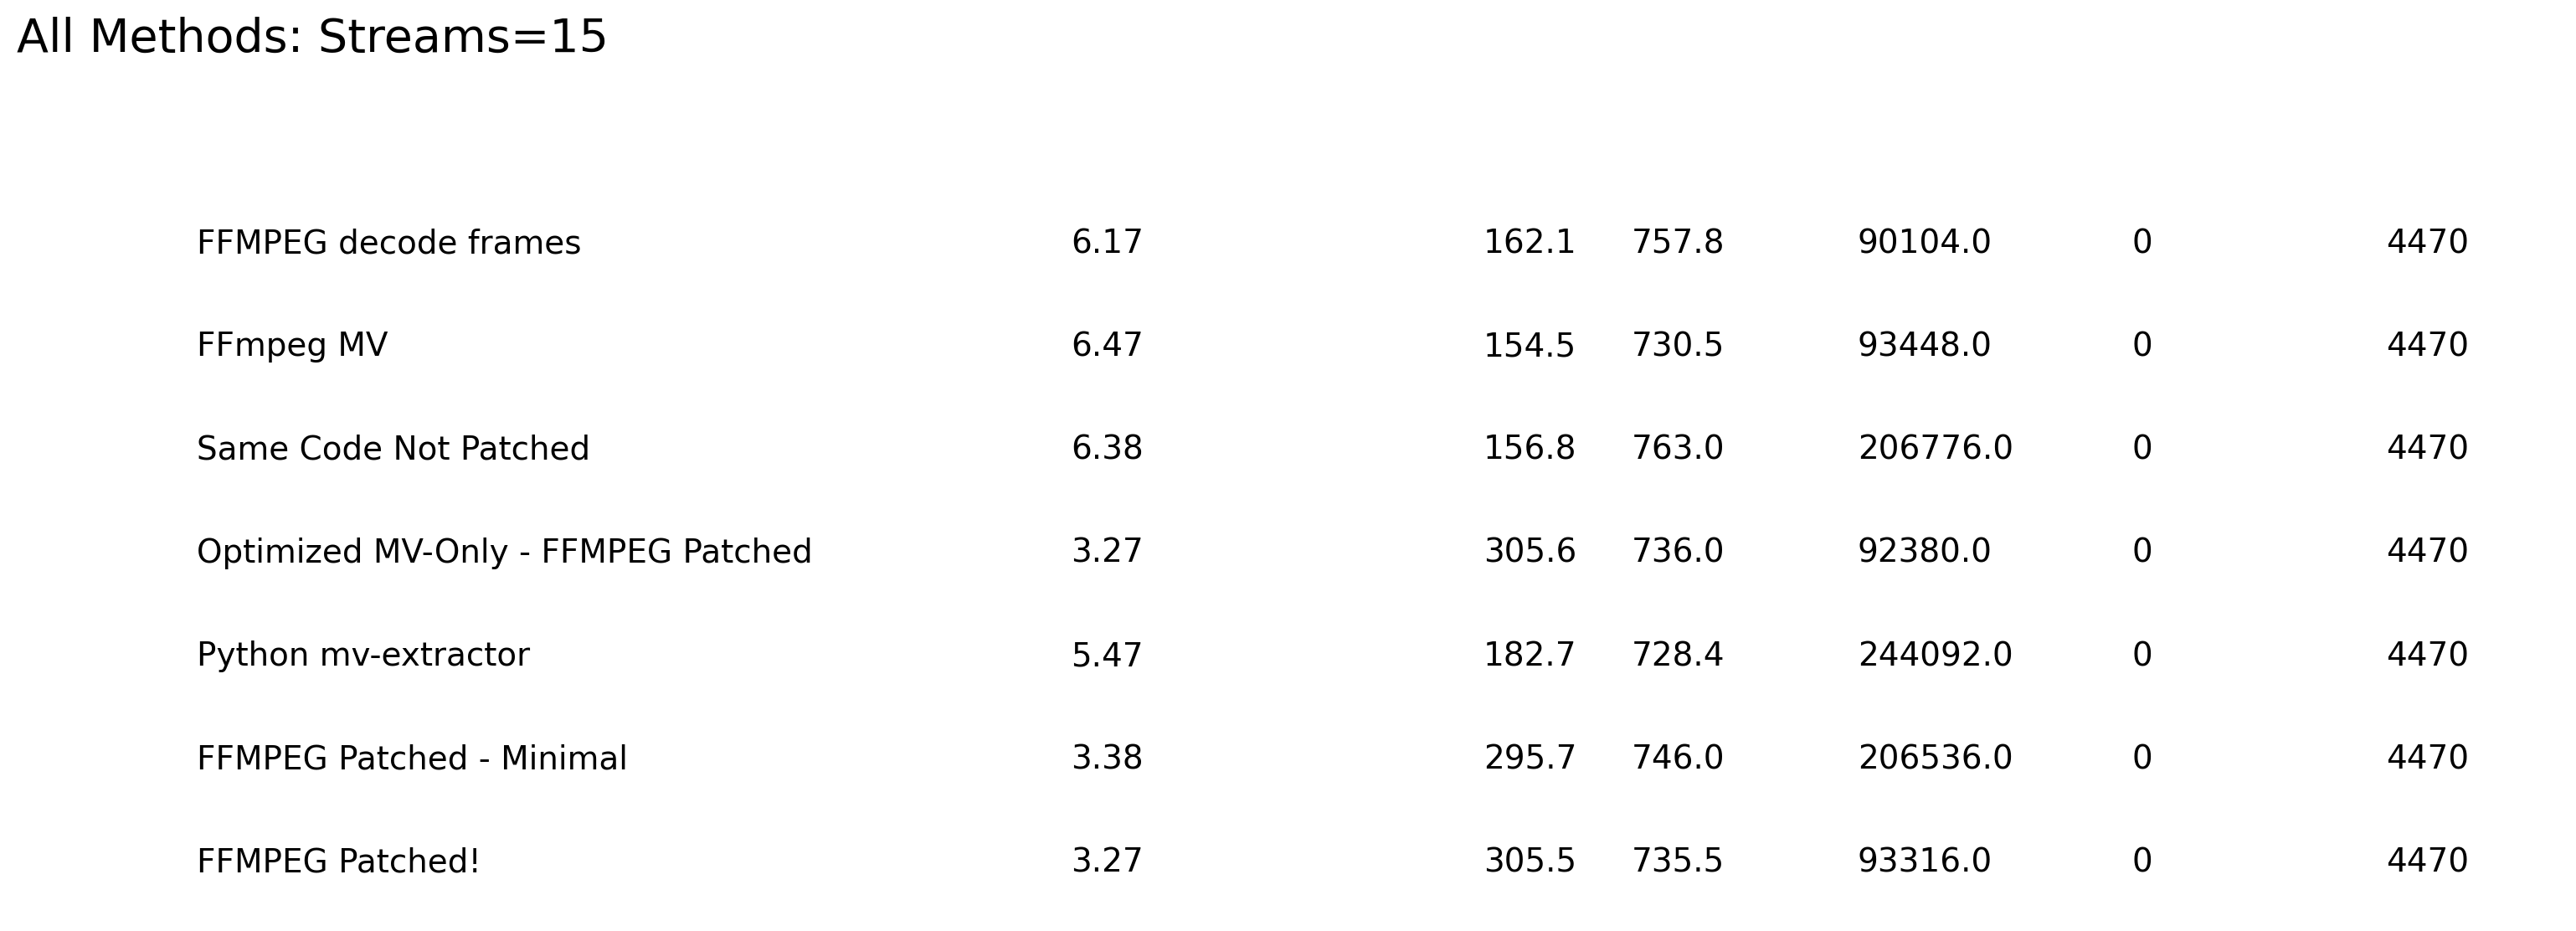 All Methods: Streams=15
FFMPEG decode frames 6.17 162.1 757.8 90104.0 0 4470
FFmpeg MV 6.47 154.5 730.5 93448.0 0 4470
Same Code Not Patched 6.38 156.8 763.0 206776.0 0 4470
Optimized MV-Only - FFMPEG Patched 3.27 305.6 736.0 92380.0 0 4470
Python mv-extractor 5.47 182.7 728.4 244092.0 0 4470
FFMPEG Patched - Minimal 3.38 295.7 746.0 206536.0 0 4470
FFMPEG Patched! 3.27 305.5 735.5 93316.0 0 4470